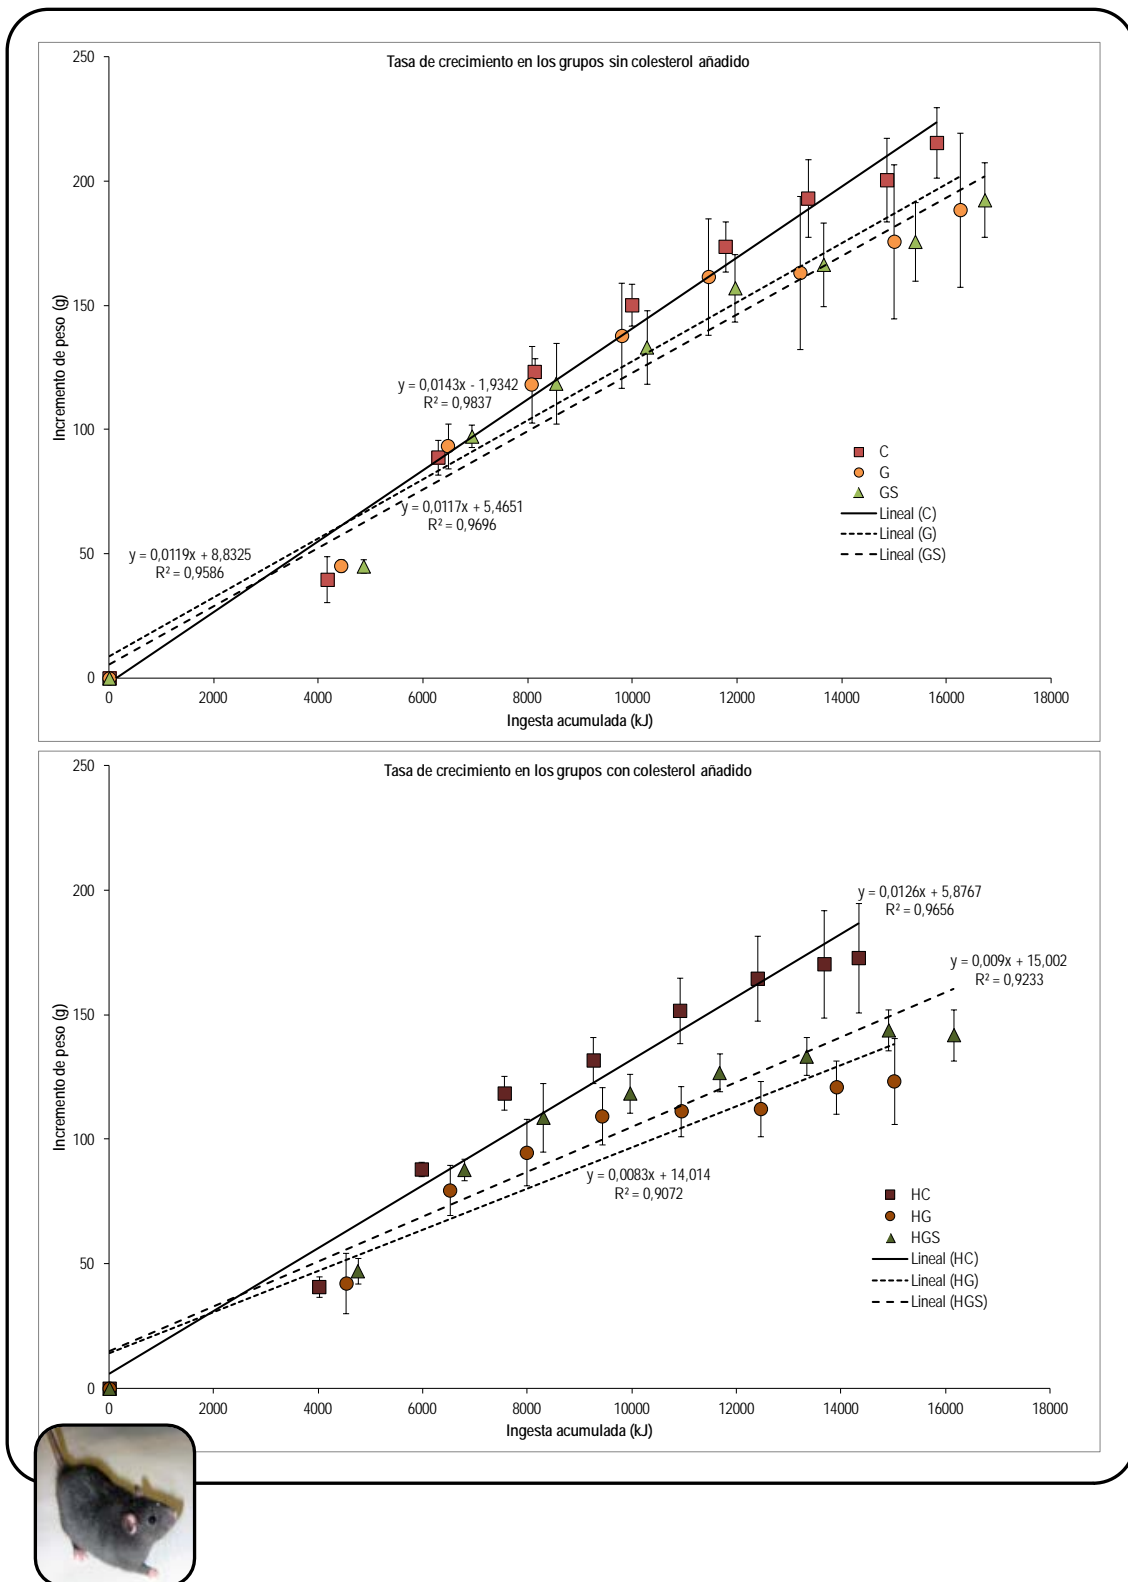 Tasa de crecimiento en los grupos sin colesterol añadido
250
200
150
100
50
0
Incremento de peso (g)
y = 0,0143x - 1,9342
R² = 0,9837
y = 0,0117x + 5,4651
R² = 0,9696
y = 0,0119x + 8,8325
R² = 0,9586
C
G
GS
Lineal (C)
Lineal (G)
Lineal (GS)
0 2000 4000 6000 8000 10000 12000 14000 16000 18000
Ingesta acumulada (kJ)
Tasa de crecimiento en los grupos con colesterol añadido
250
200
150
100
50
0
Incremento de peso (g)
y = 0,0126x + 5,8767
R² = 0,9656
y = 0,009x + 15,002
R² = 0,9233
y = 0,0083x + 14,014
R² = 0,9072
HC
HG
HGS
Lineal (HC)
Lineal (HG)
Lineal (HGS)
0 2000 4000 6000 8000 10000 12000 14000 16000 18000
Ingesta acumulada (kJ)